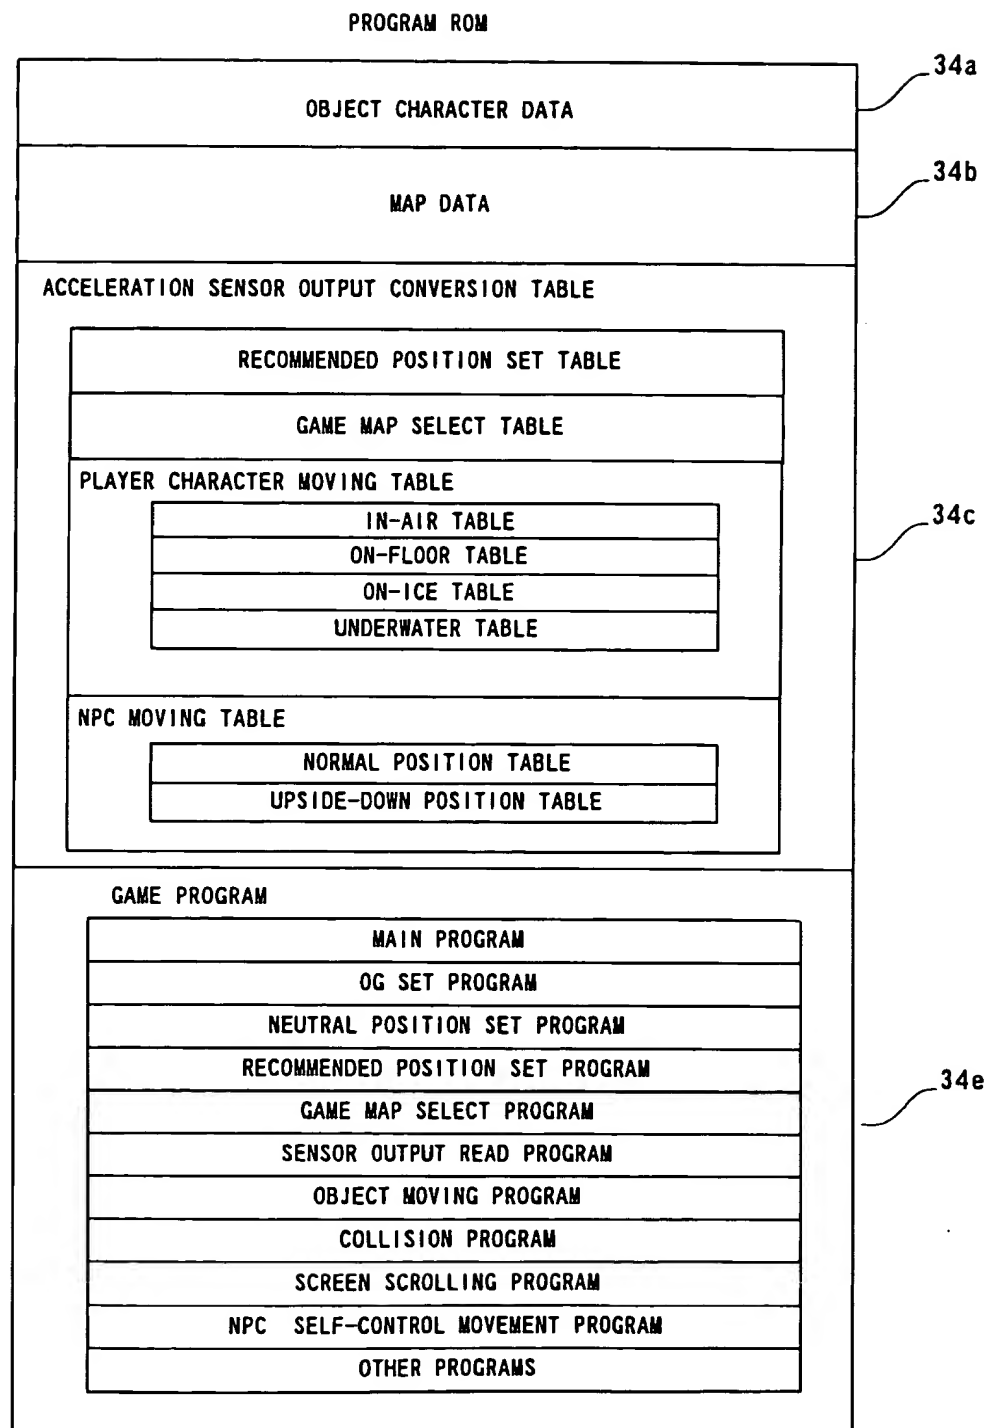 PROGRAM ROM
34a
OBJECT CHARACTER DATA
34b
MAP DATA
ACCELERATION SENSOR OUTPUT CONVERSION TABLE
RECOMMENDED POSITION SET TABLE
GAME MAP SELECT TABLE
PLAYER CHARACTER MOVING TABLE
34c
IN-AIR TABLE
ON-FLOOR TABLE
ON-ICE TABLE
UNDERWATER TABLE
NPC MOVING TABLE
NORMAL POSITION TABLE
UPSIDE-DOWN POSITION TABLE
GAME PROGRAM
MAIN PROGRAM
OG SET PROGRAM
NEUTRAL POSITION SET PROGRAM
RECOMMENDED POSITION SET PROGRAM
34e
GAME MAP SELECT PROGRAM
SENSOR OUTPUT READ PROGRAM
OBJECT MOVING PROGRAM
COLLISION PROGRAM
SCREEN SCROLLING PROGRAM
NPC SELF-CONTROL MOVEMENT PROGRAM
OTHER PROGRAMS